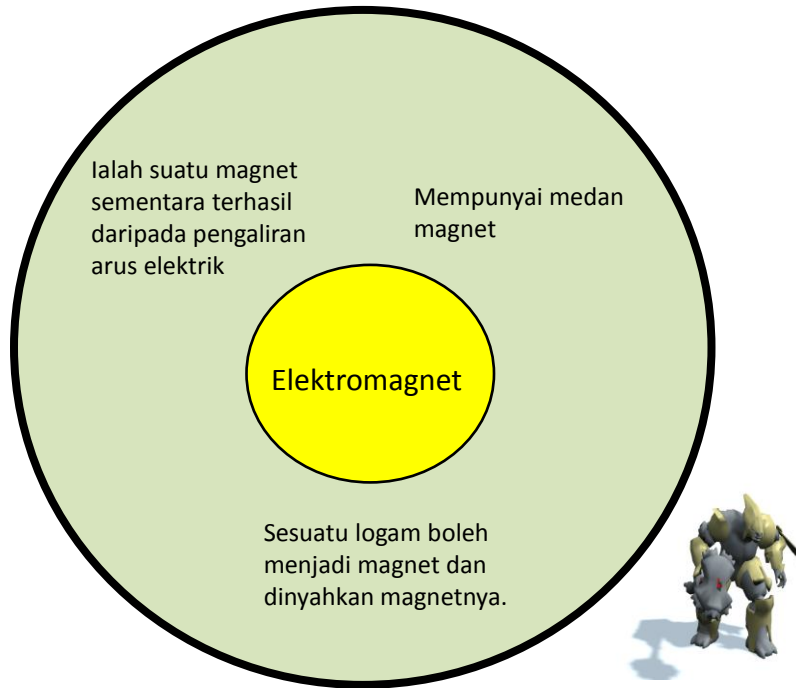 Ialah suatu magnet
sementara terhasil
daripada pengaliran
arus elektrik
Mempunyai medan
magnet
Elektromagnet
Sesuatu logam boleh
menjadi magnet dan
dinyahkan magnetnya.